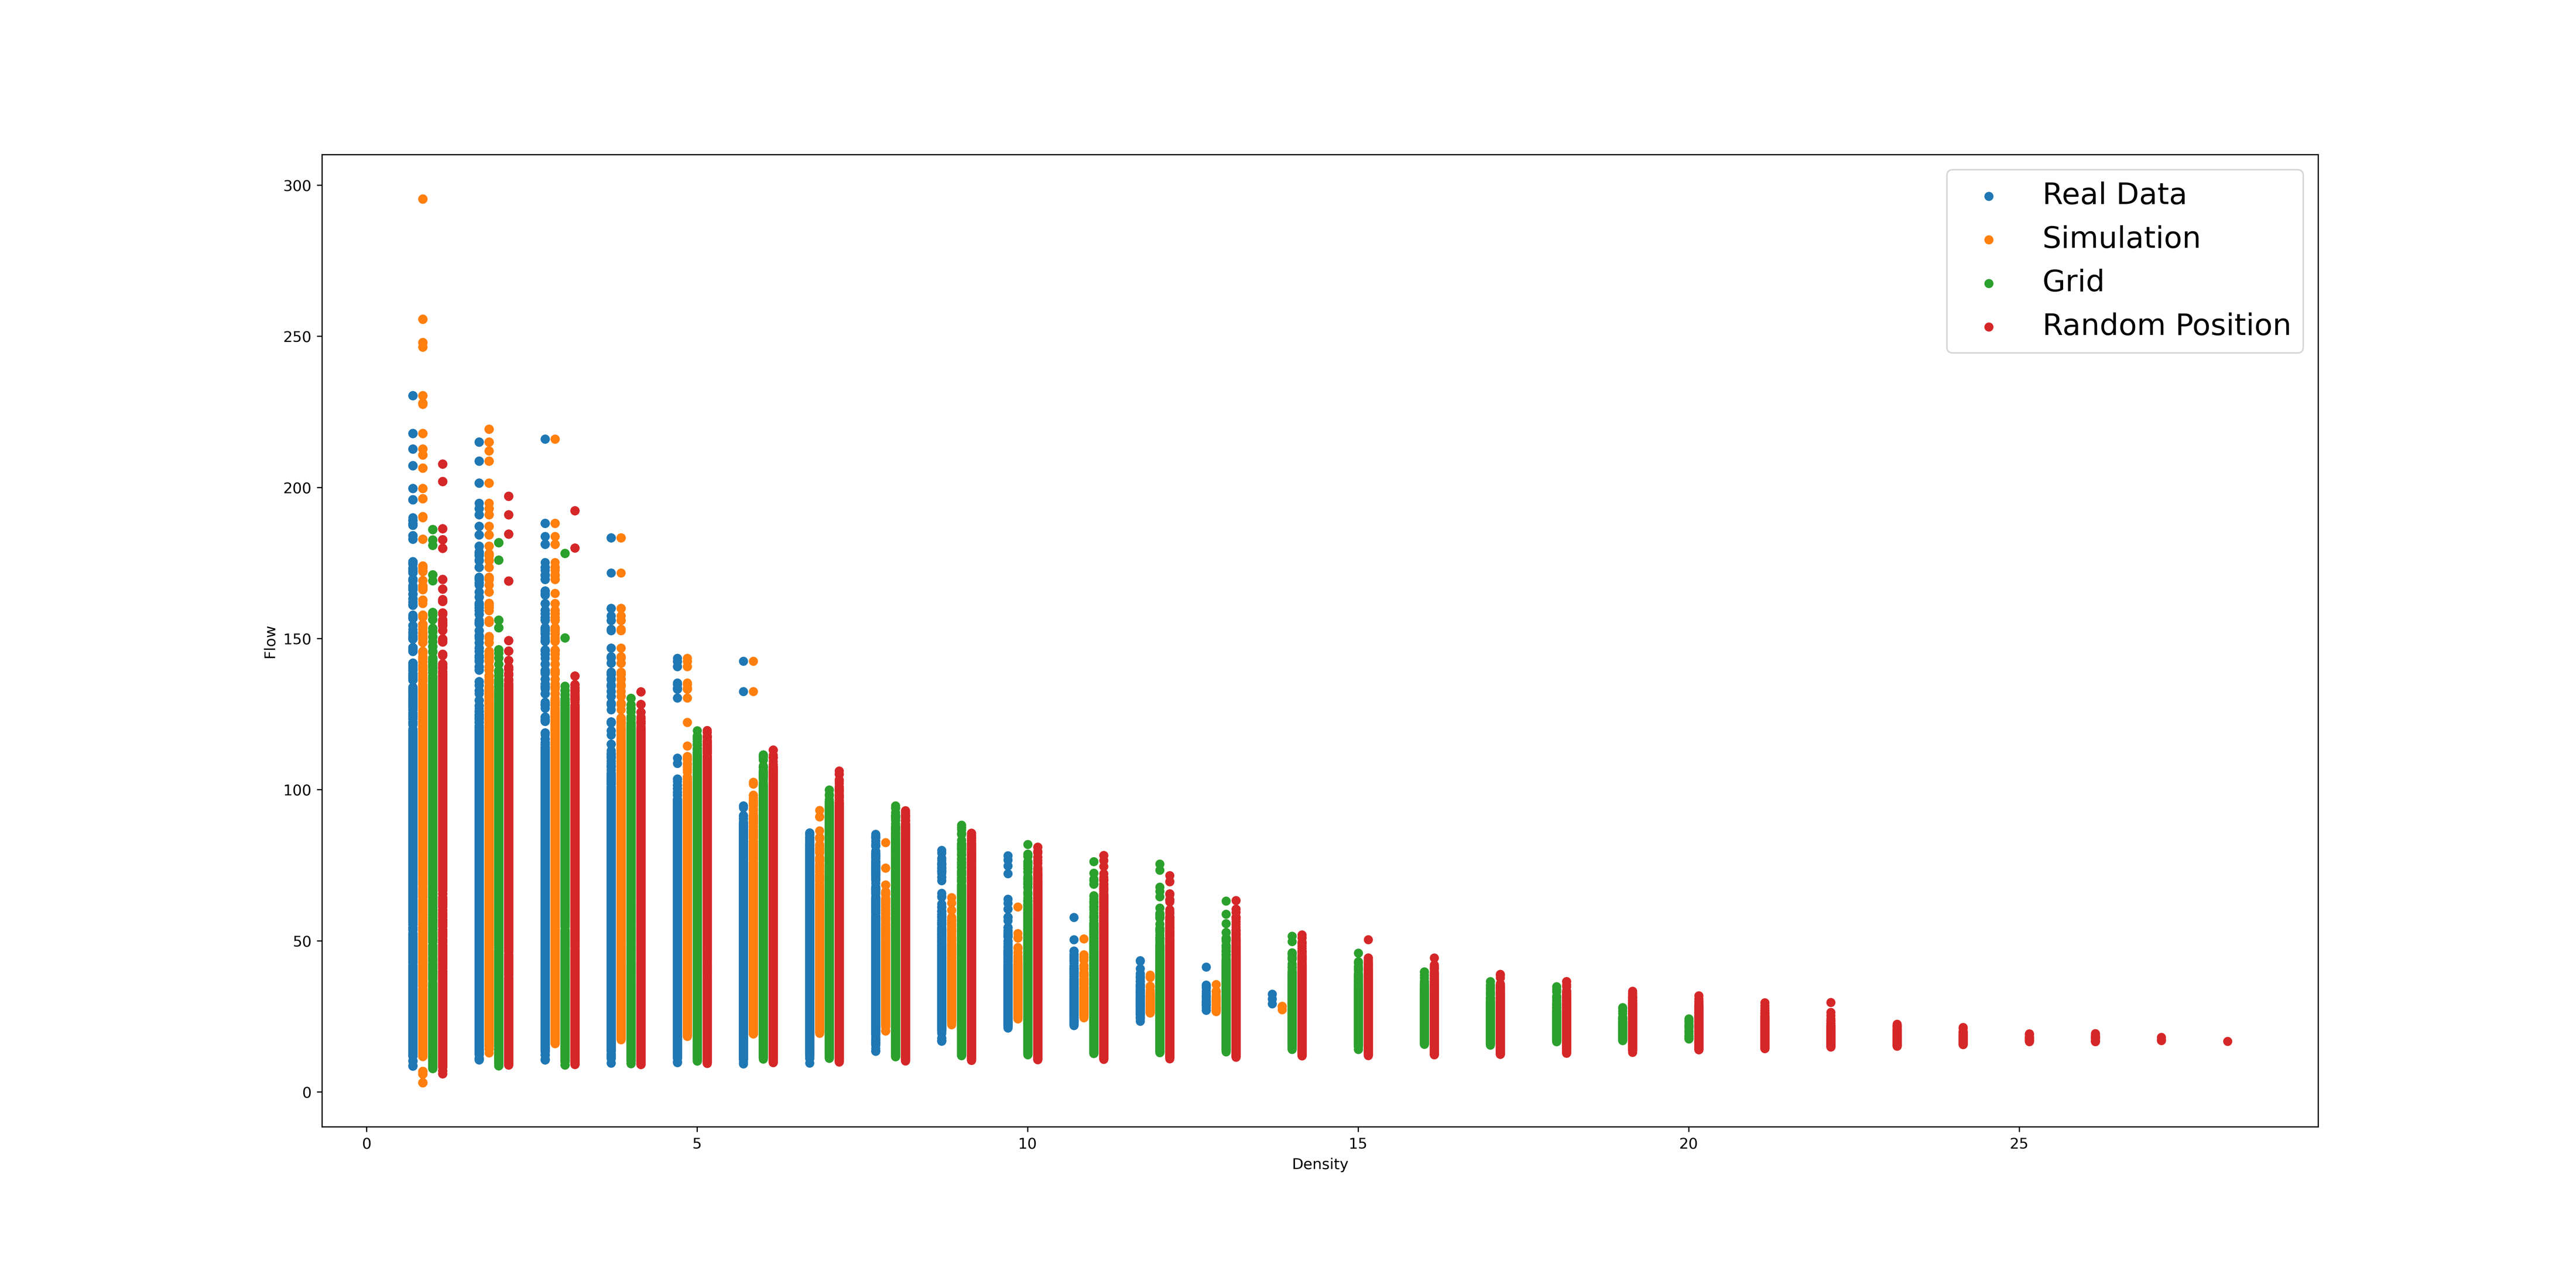 300
250
200
150
100
50
0
Flow
0 5 10 15 20 25
Density
Real Data
Simulation
Grid
Random Position